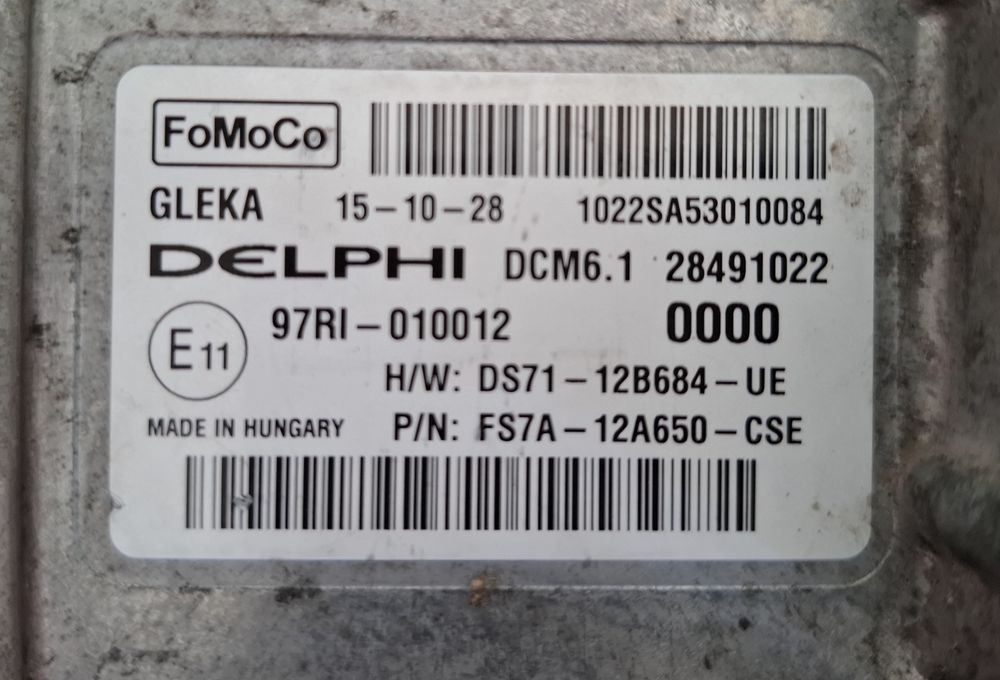 FoMoCo
GLEKA 15-10-28 1022SA53010084
DELPHI DCM6.1 28491022
E11 97RI-010012 0000
H/W: DS71-12B684-UE
MADE IN HUNGARY P/N: FS7A-12A650-CSE